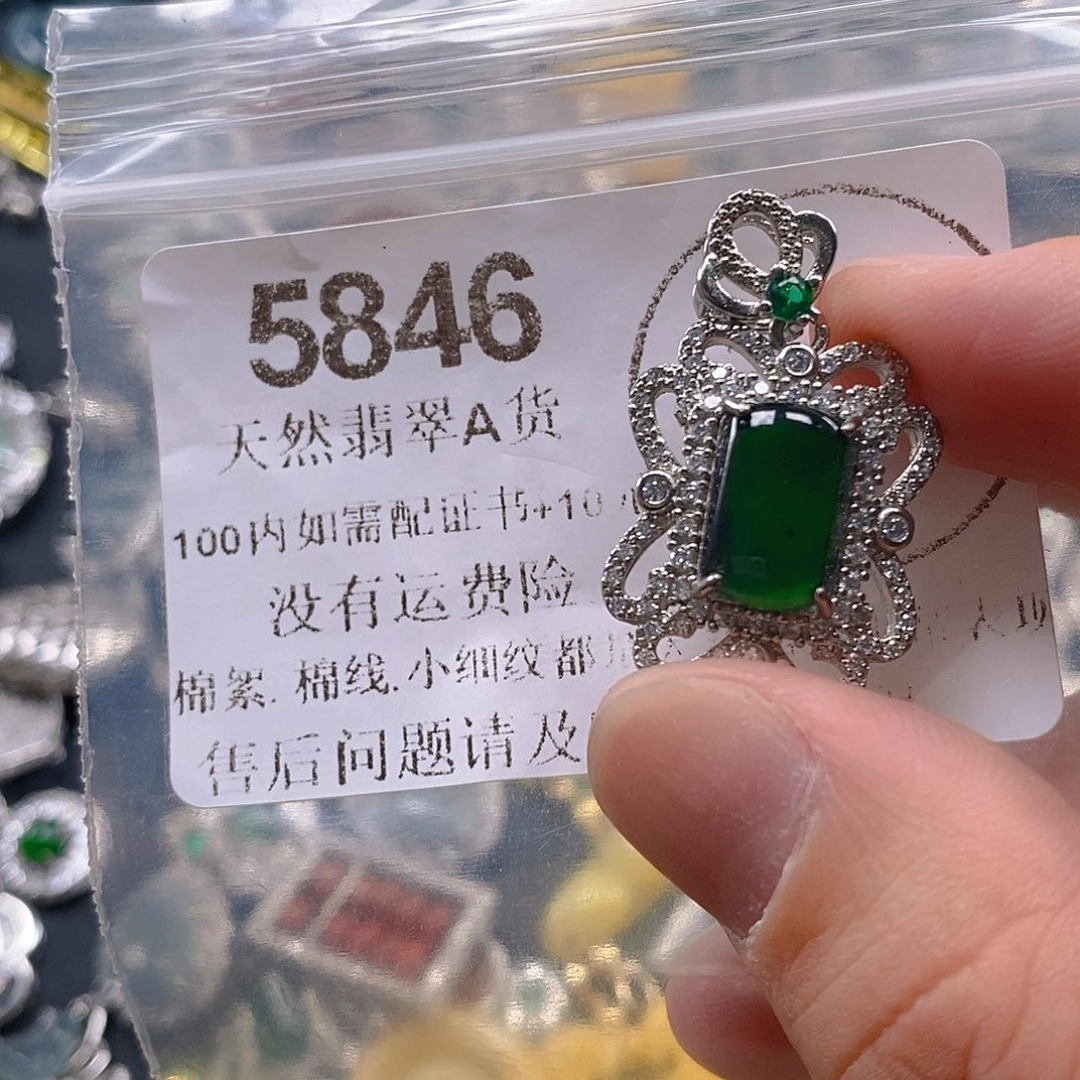 5846
天然翡翠A货
100内如需配证书+10
没有运费险
棉絮.棉线.小细纹都
售后问题请及